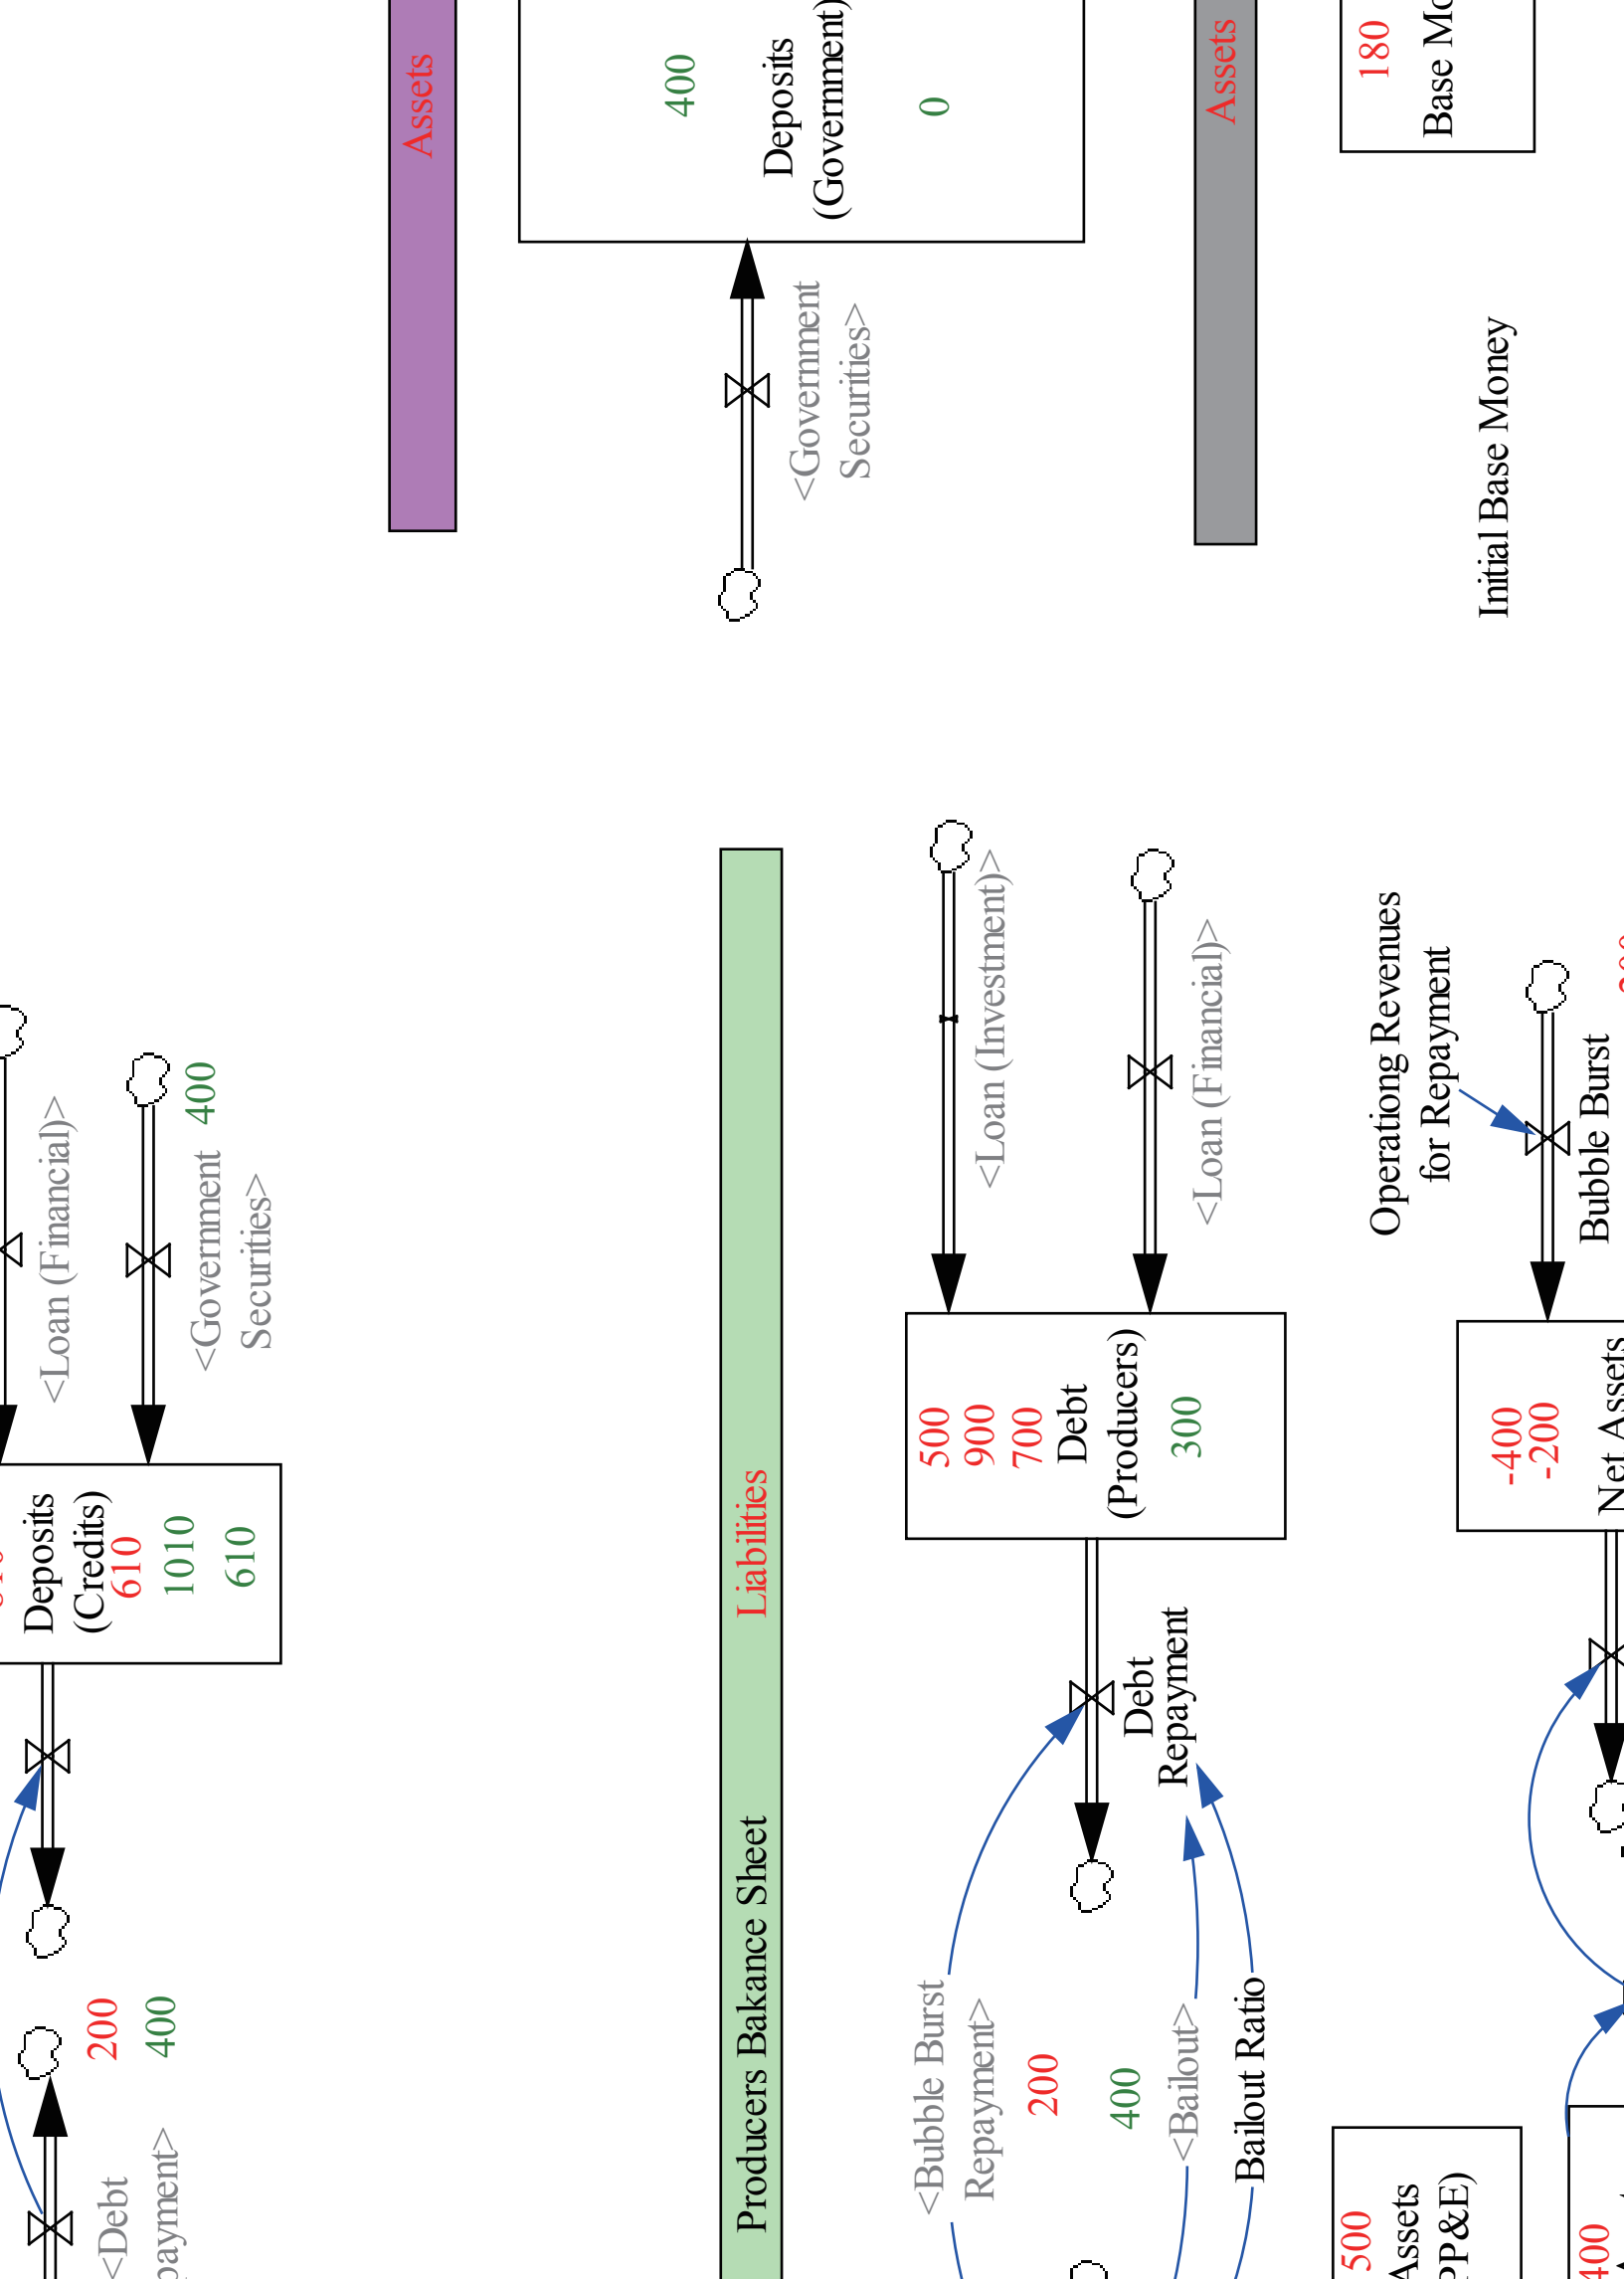 <Loan (Financial)>
<Government
Securities>
400
Deposits
(Credits)
610
1010
610
200
400
<Debt
Assets
400
Deposits
(Government)
0
<Government
Securities>
Producers Bakance Sheet
Liabilities
<Loan (Investment)>
<Loan (Financial)>
500
900
700
Debt
(Producers)
300
Debt
Repayment
<Bubble Burst
Repayment>
200
400
<Bailout>
Bailout Ratio
Assets
180
Base
Initial Base Money
Operationg Revenues
for Repayment
Bubble Burst
-400
-200
Net Assets
500
Assets
400